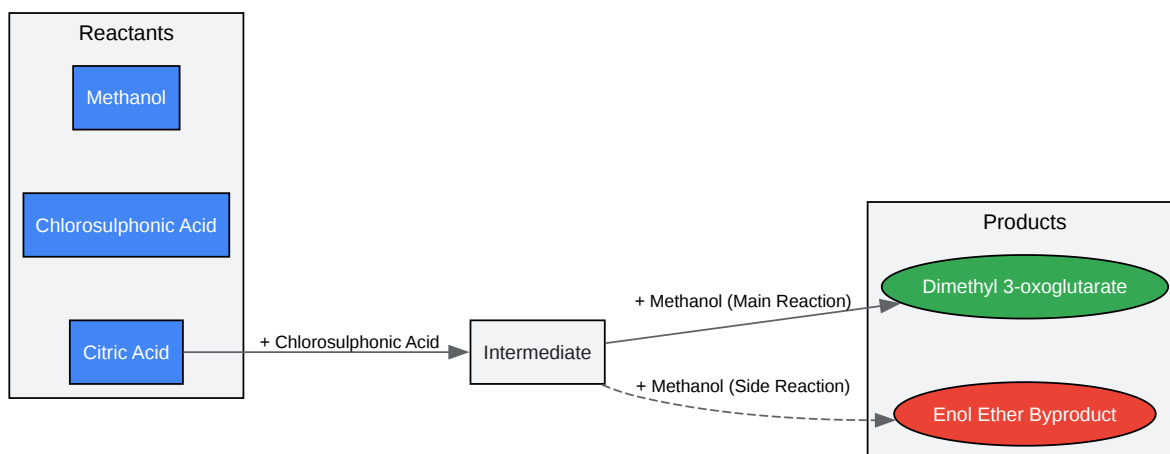 Reactants
Methanol
Chlorosulphonic Acid
Citric Acid
+ Chlorosulphonic Acid
Intermediate
+ Methanol (Main Reaction)
+ Methanol (Side Reaction)
Products
Dimethyl 3-oxoglutarate
Enol Ether Byproduct